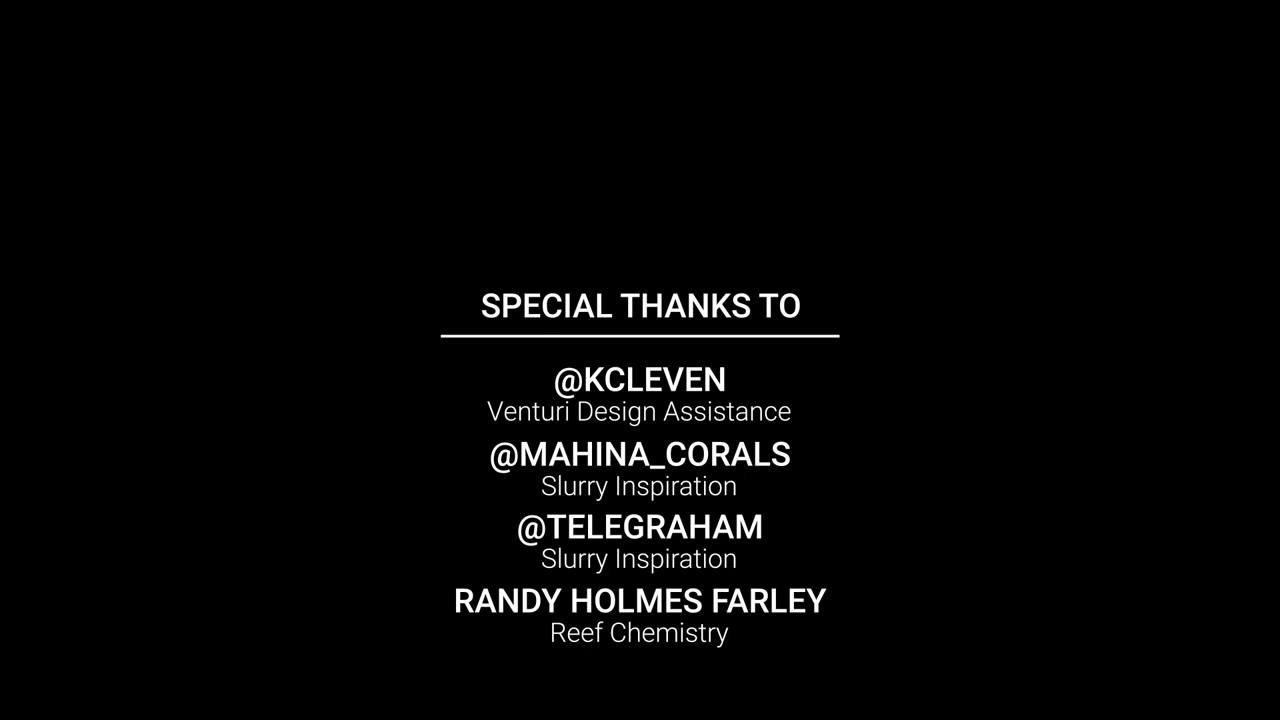 SPECIAL THANKS TO
@KCLEVEN
Venturi Design Assistance
@MAHINA_CORALS
Slurry Inspiration
@TELEGRAHAM
Slurry Inspiration
RANDY HOLMES FARLEY
Reef Chemistry